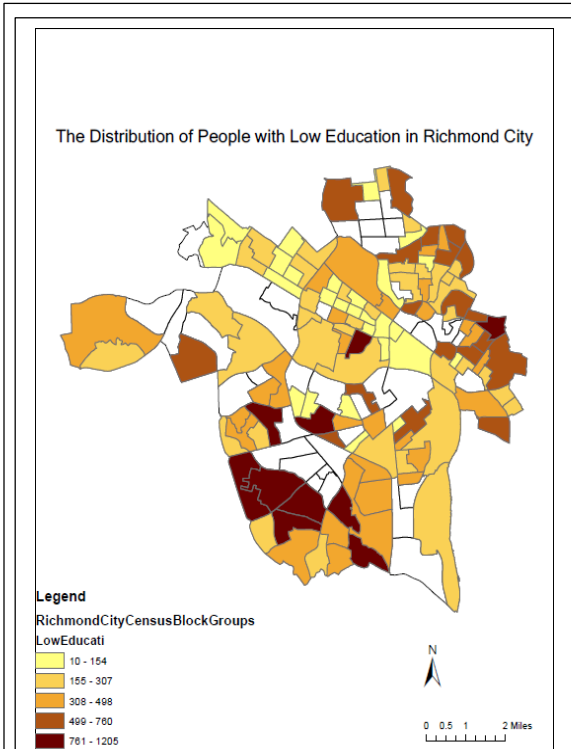 The Distribution of People with Low Education in Richmond City
Legend
RichmondCityCensusBlockGroups
LowEducati
10 - 154
155 - 307
308 - 498
499 - 760
761 - 1205
N
0 0.5 1 2 Miles